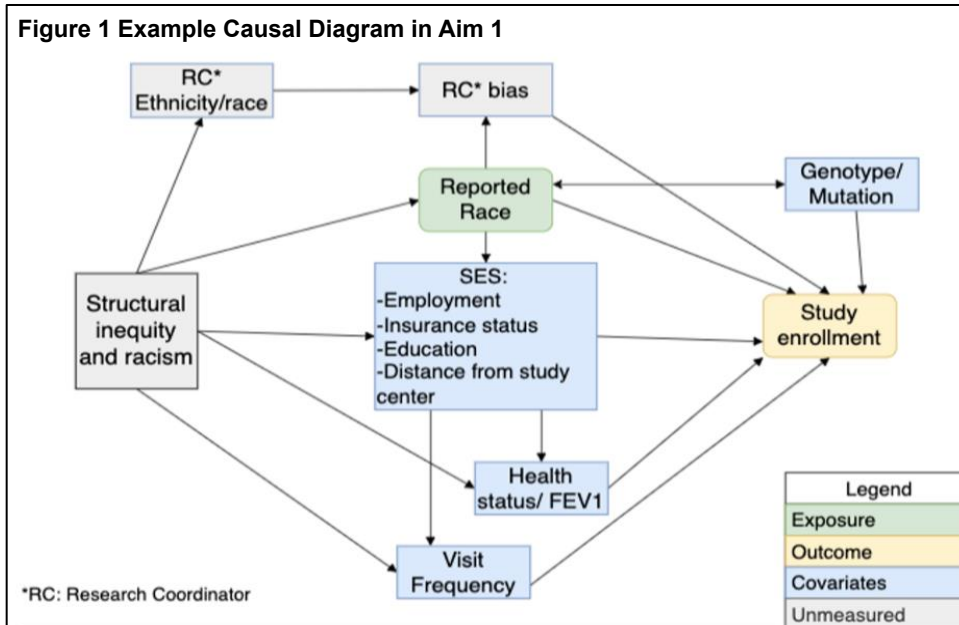 Figure 1 Example Causal Diagram in Aim 1
RC*
Ethnicity/race
RC* bias
Reported
Race
Genotype/
Mutation
Structural
inequity
and racism
SES:
-Employment
-Insurance status
-Education
-Distance from study
center
Study
enrollment
Health
status/ FEV1
Visit
Frequency
*RC: Research Coordinator
Legend
Exposure
Outcome
Covariates
Unmeasured